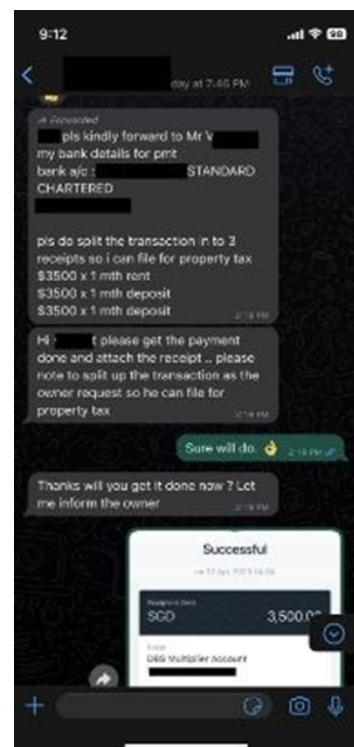 9:12
day at 7:46 PM
Forwarded
pls kindly forward to Mr V
my bank details for pmt
bank a/c : STANDARD
CHARTERED
pls do split the transaction in to 3
receipts so i can file for property tax
$3500 x 1 mth rent
$3500 x 1 mth deposit
$3500 x 1 mth deposit
Hi t please get the payment
done and attach the receipt .. please
note to split up the transaction as the
owner request so he can file for
property tax
Sure will do. 👌
Thanks will you get it done now ? Let
me inform the owner
Successful
SGD 3,500.00
DBS Multiplier Account